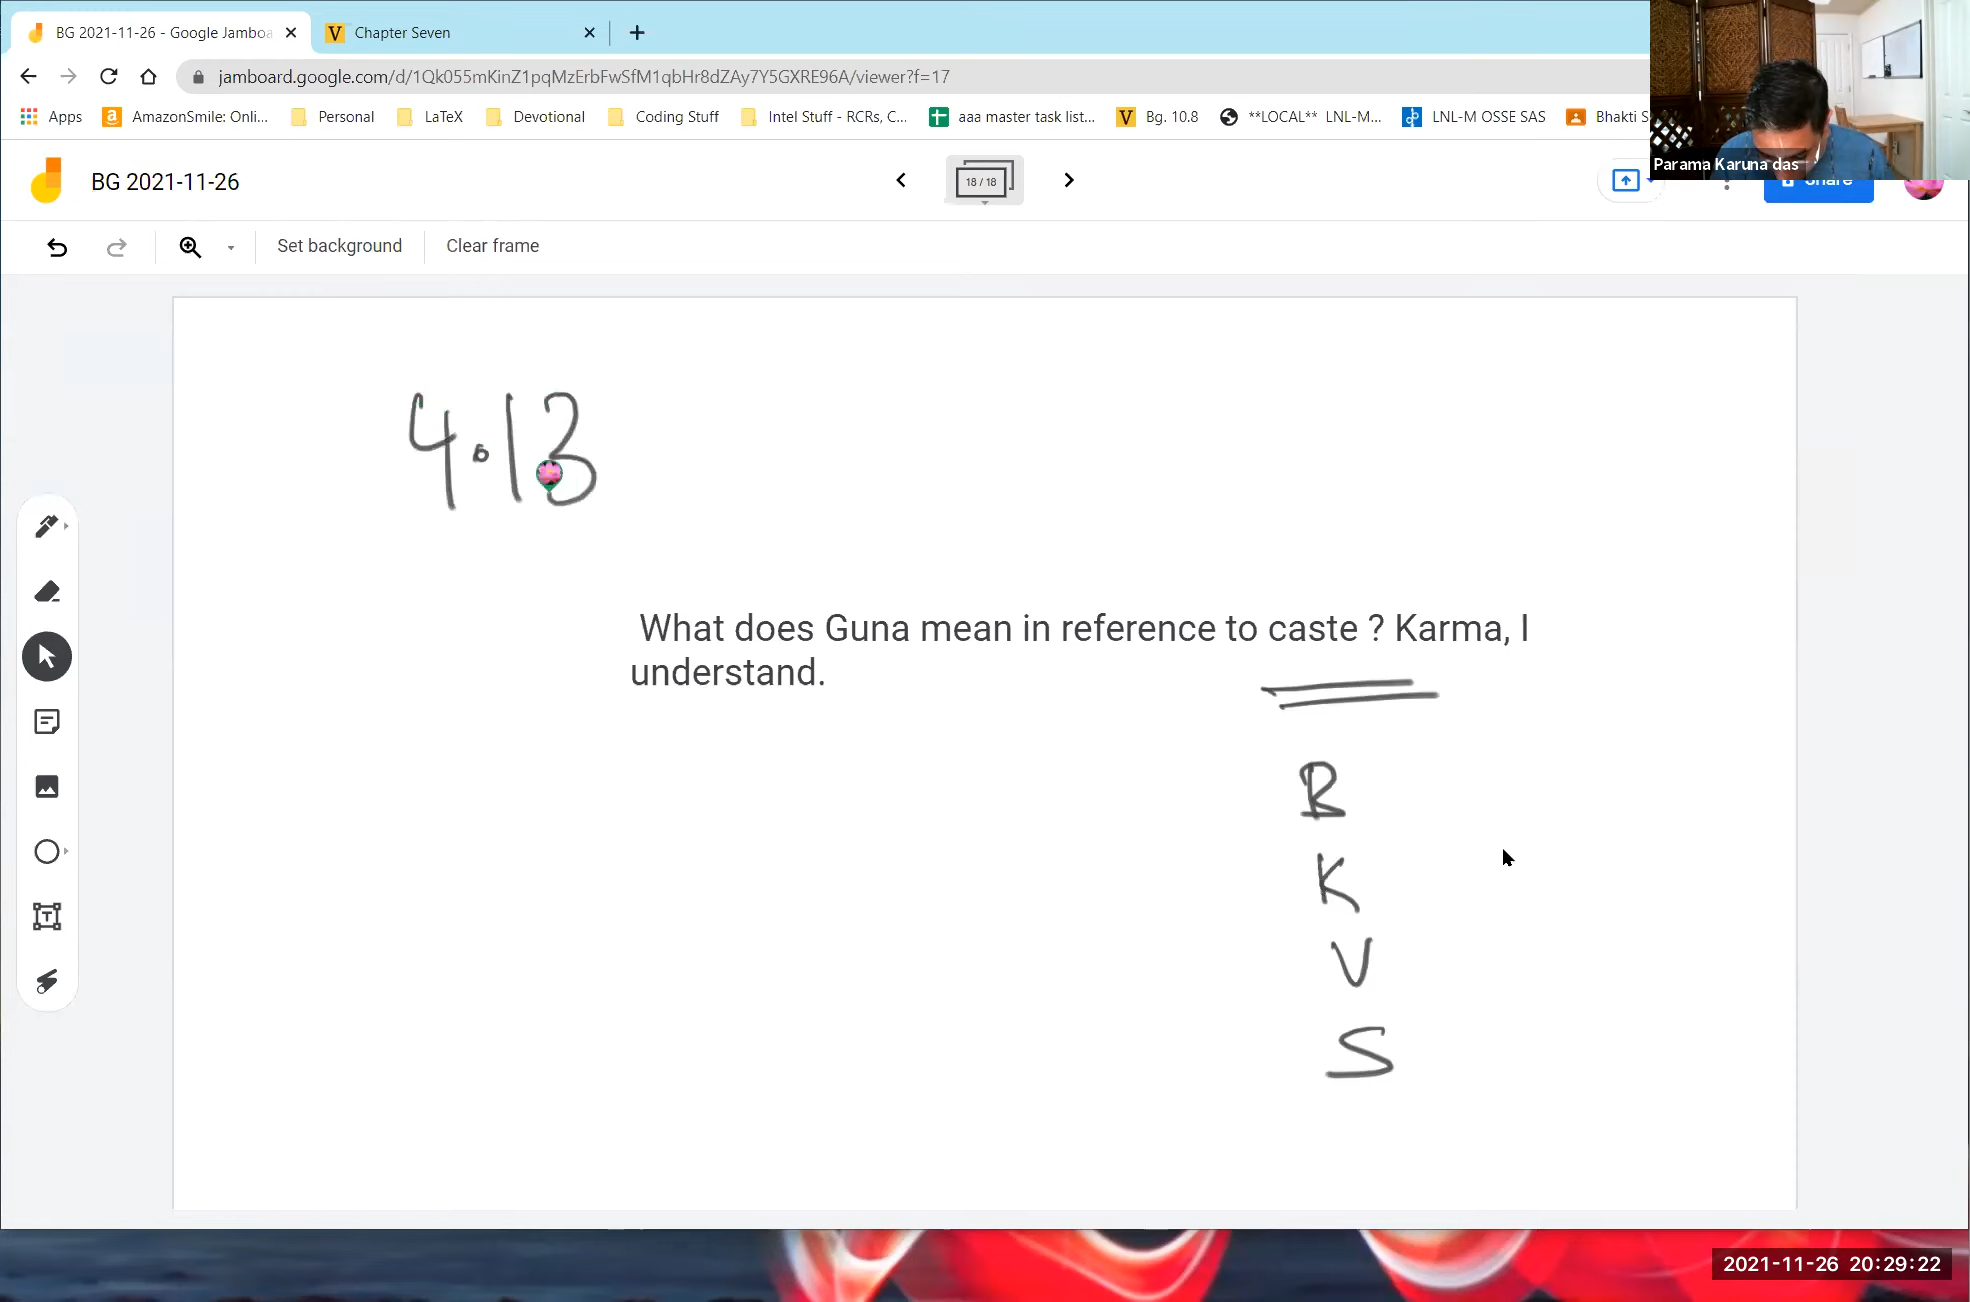 BG 2021-11-26 - Google Jamboa
Chapter Seven
jamboard.google.com/d/1Qk055mKinZ1pqMzErbFwSfM1qbHr8dZAy7Y5GXRE96A/viewer?f=17
Apps
AmazonSmile: Onli...
Personal
LaTeX
Devotional
Coding Stuff
Intel Stuff - RCRs, C...
aaa master task list...
Bg. 10.8
**LOCAL** LNL-M...
LNL-M OSSE SAS
Bhakti S
Parama Karuna das
BG 2021-11-26
18 / 18
Share
Set background
Clear frame
4.13
What does Guna mean in reference to caste ? Karma, I
understand.
B
K
V
S
2021-11-26 20:29:22